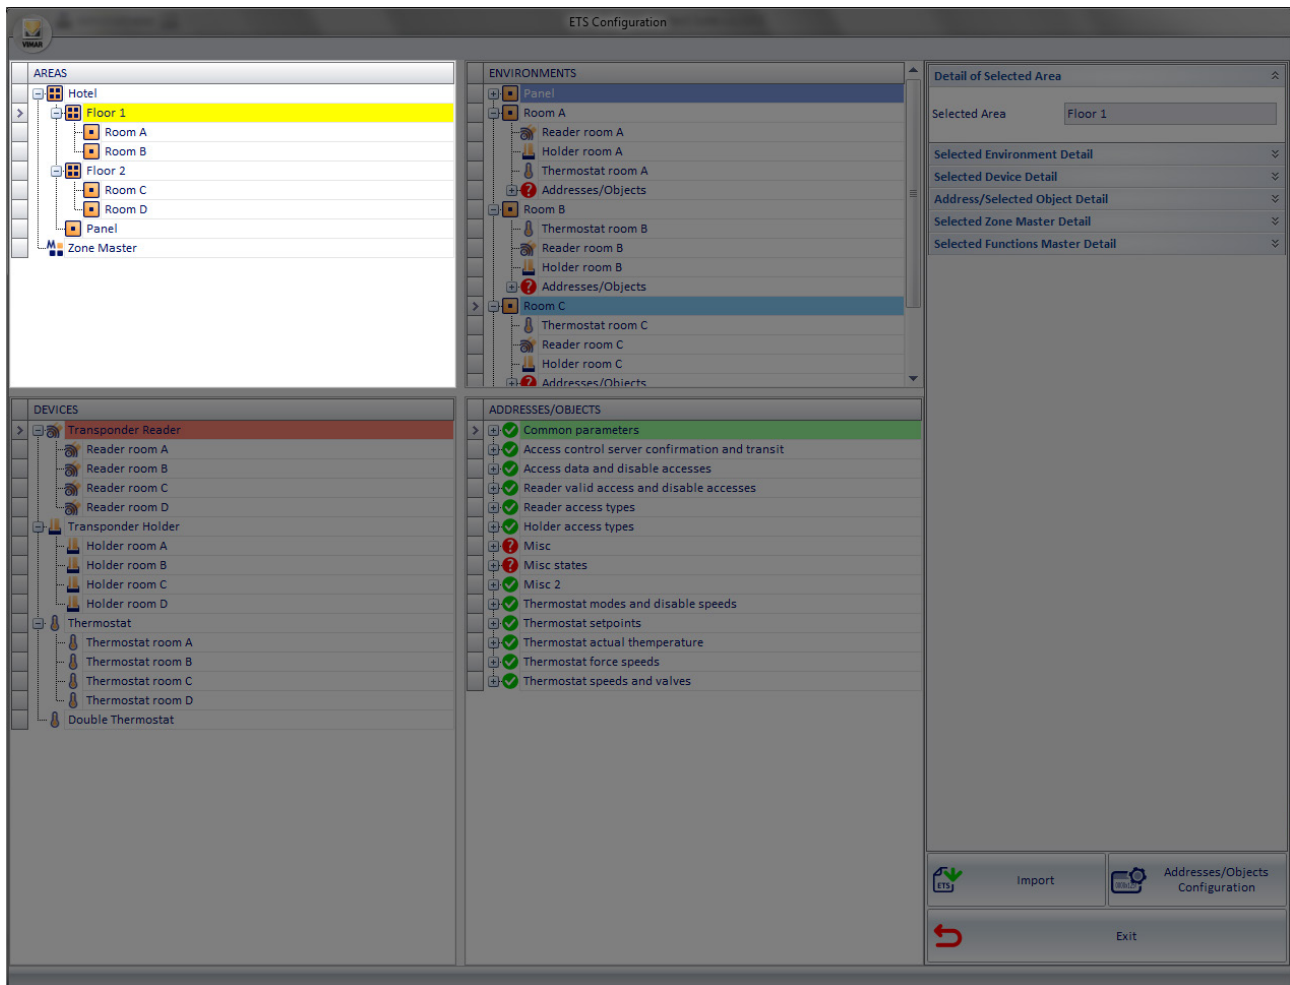 ETS Configuration
VIMAR
AREAS
Hotel
Floor 1
Room A
Room B
Floor 2
Room C
Room D
Panel
Zone Master
ENVIRONMENTS
Panel
Room A
Reader room A
Holder room A
Thermostat room A
Addresses/Objects
Room B
Thermostat room B
Reader room B
Holder room B
Addresses/Objects
Room C
Thermostat room C
Reader room C
Holder room C
Addresses/Objects
Detail of Selected Area
Selected Area Floor 1
Selected Environment Detail
Selected Device Detail
Address/Selected Object Detail
Selected Zone Master Detail
Selected Functions Master Detail
DEVICES
Transponder Reader
Reader room A
Reader room B
Reader room C
Reader room D
Transponder Holder
Holder room A
Holder room B
Holder room C
Holder room D
Thermostat
Thermostat room A
Thermostat room B
Thermostat room C
Thermostat room D
Double Thermostat
ADDRESSES/OBJECTS
Common parameters
Access control server confirmation and transit
Access data and disable accesses
Reader valid access and disable accesses
Reader access types
Holder access types
Misc
Misc states
Misc 2
Thermostat modes and disable speeds
Thermostat setpoints
Thermostat actual themperature
Thermostat force speeds
Thermostat speeds and valves
ETS
Import
Addresses/Objects
Configuration
Exit